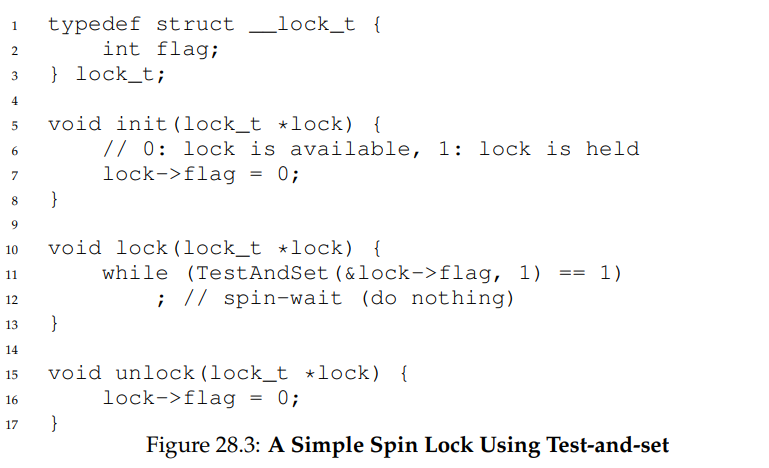 1 typedef struct __lock_t {
2 int flag;
3 } lock_t;
4
5 void init(lock_t *lock) {
6 // 0: lock is available, 1: lock is held
7 lock->flag = 0;
8 }
9
10 void lock(lock_t *lock) {
11 while (TestAndSet(&lock->flag, 1) == 1)
12 ; // spin-wait (do nothing)
13 }
14
15 void unlock(lock_t *lock) {
16 lock->flag = 0;
17 }
Figure 28.3: A Simple Spin Lock Using Test-and-set